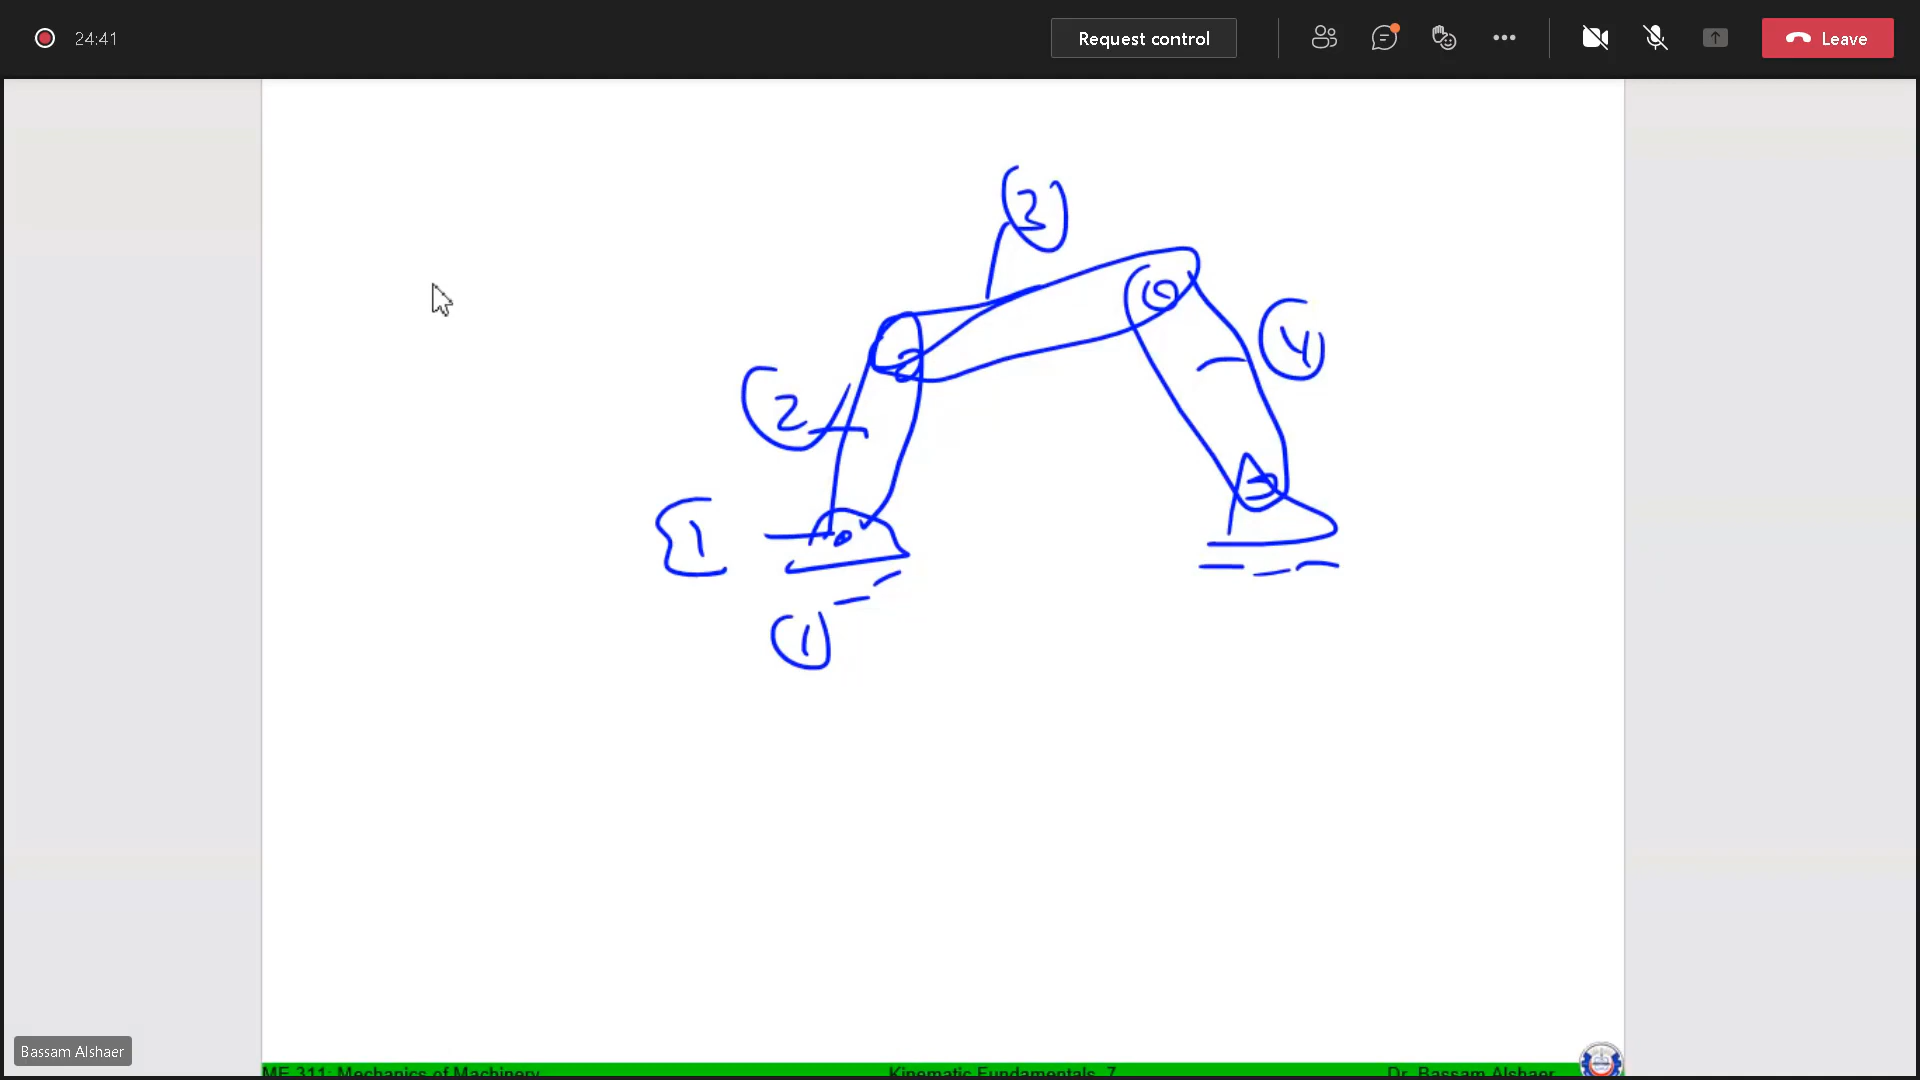 24:41
Request control
Leave
3
4
2
1
1
Bassam Alshaer
ME 311: Mechanics of Machinery
Kinematic Fundamentals 7
Dr. Bassam Alshaer